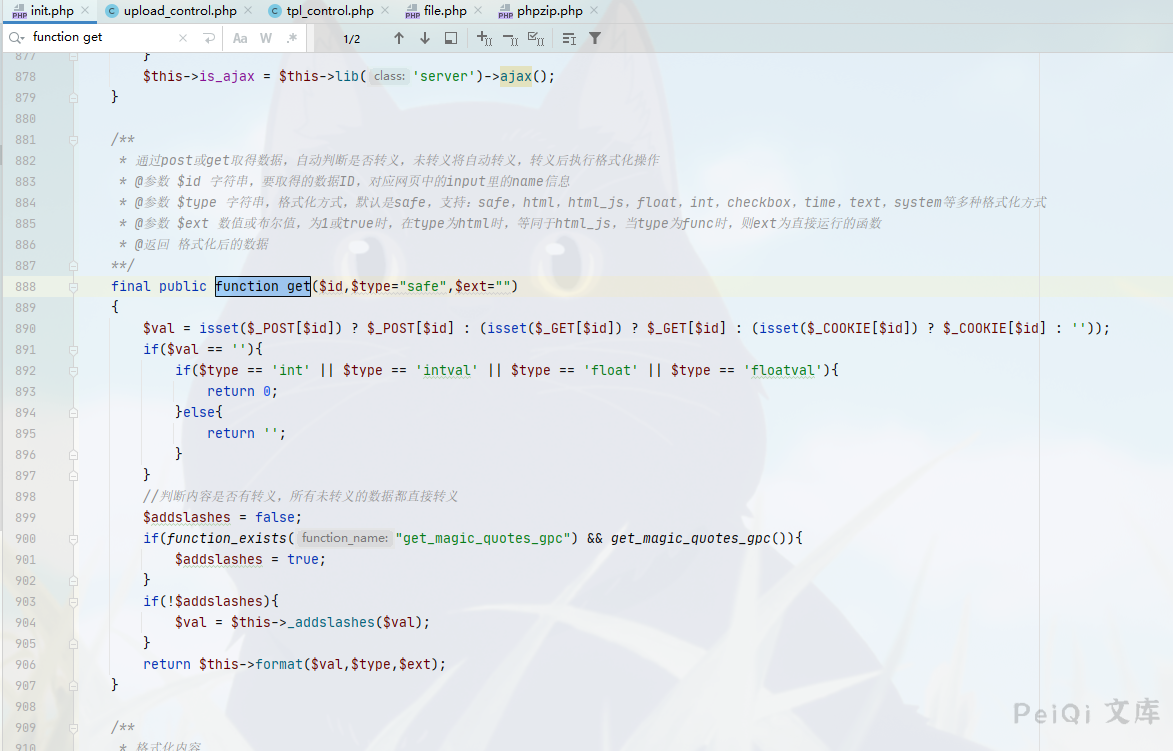 init.php × upload_control.php × tpl_control.php × file.php × phpzip.php ×
function get × Aa W .* 1/2
877 }
878 $this->is_ajax = $this->lib( class: 'server')->ajax();
879 }
880
881 /**
882 * 通过post或get取得数据，自动判断是否转义，未转义将自动转义，转义后执行格式化操作
883 * @参数 $id 字符串，要取得的数据ID，对应网页中的input里的name信息
884 * @参数 $type 字符串，格式化方式，默认是safe，支持：safe，html，html_js，float，int，checkbox，time，text，system等多种格式化方式
885 * @参数 $ext 数值或布尔值，为1或true时，在type为html时，等同于html_js，当type为func时，则ext为直接运行的函数
886 * @返回 格式化后的数据
887 **/
888 final public function get($id,$type="safe",$ext="")
889 {
890 $val = isset($_POST[$id]) ? $_POST[$id] : (isset($_GET[$id]) ? $_GET[$id] : (isset($_COOKIE[$id]) ? $_COOKIE[$id] : ''));
891 if($val == ''){
892 if($type == 'int' || $type == 'intval' || $type == 'float' || $type == 'floatval'){
893 return 0;
894 }else{
895 return '';
896 }
897 }
898 //判断内容是否有转义，所有未转义的数据都直接转义
899 $addslashes = false;
900 if(function_exists( function_name: "get_magic_quotes_gpc") && get_magic_quotes_gpc()){
901 $addslashes = true;
902 }
903 if(!$addslashes){
904 $val = $this->_addslashes($val);
905 }
906 return $this->format($val,$type,$ext);
907 }
908
909 /**
910 * 格式化内容
PeiQi 文库